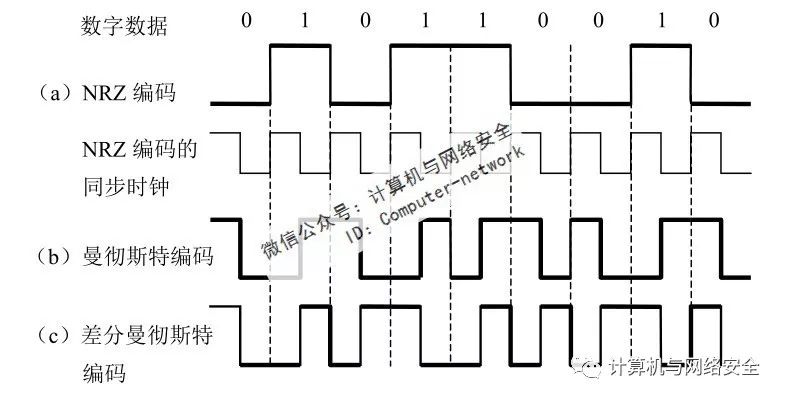 数字数据 0 1 0 1 1 0 0 1 0
(a) NRZ 编码
NRZ 编码的
同步时钟
微信公众号：计算机与网络安全
ID：Computer-network
(b) 曼彻斯特编码
(c) 差分曼彻斯特
编码
计算机与网络安全